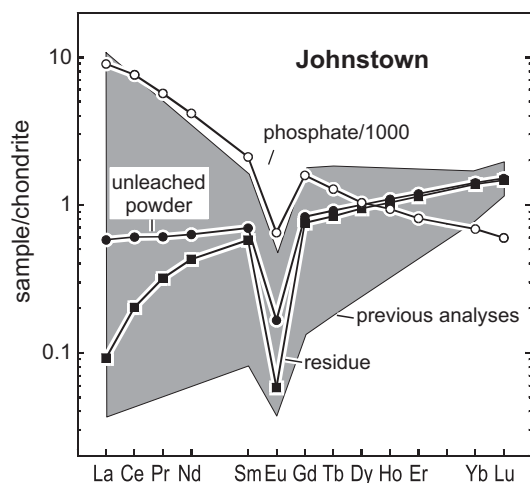 10
Johnstown
phosphate/1000
unleached
powder
1
sample/chondrite
previous analyses
residue
0.1
La Ce Pr Nd Sm Eu Gd Tb Dy Ho Er Yb Lu